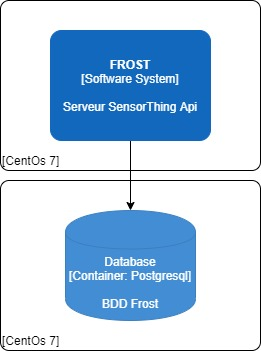 FROST
[Software System]
Serveur SensorThing Api
[CentOs 7]
Database
[Container: Postgresql]
BDD Frost
[CentOs 7]